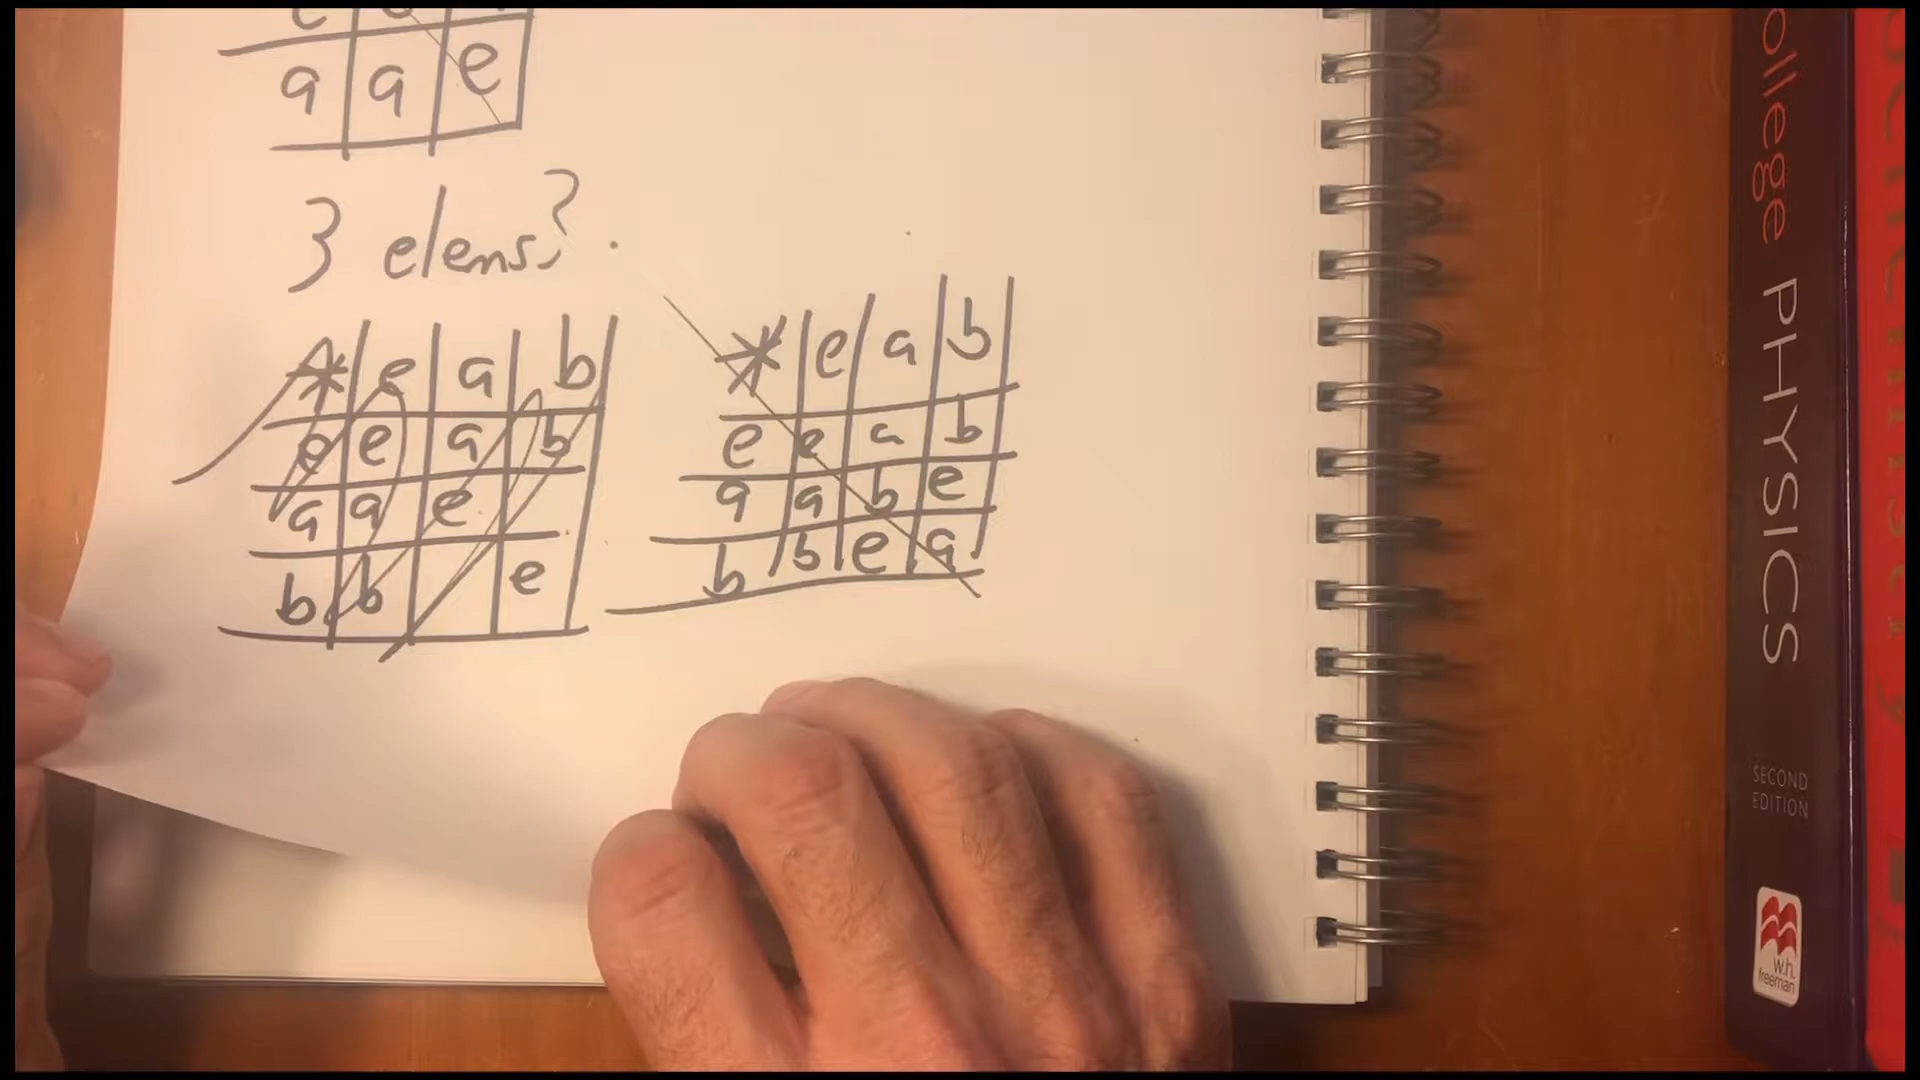 a a e
3 elems?
* e a b
e e a b
a a e
b b e
* e a b
e e a b
a a b e
b b e a
ollege PHYSICS
SECOND
EDITION
w.h.
freeman